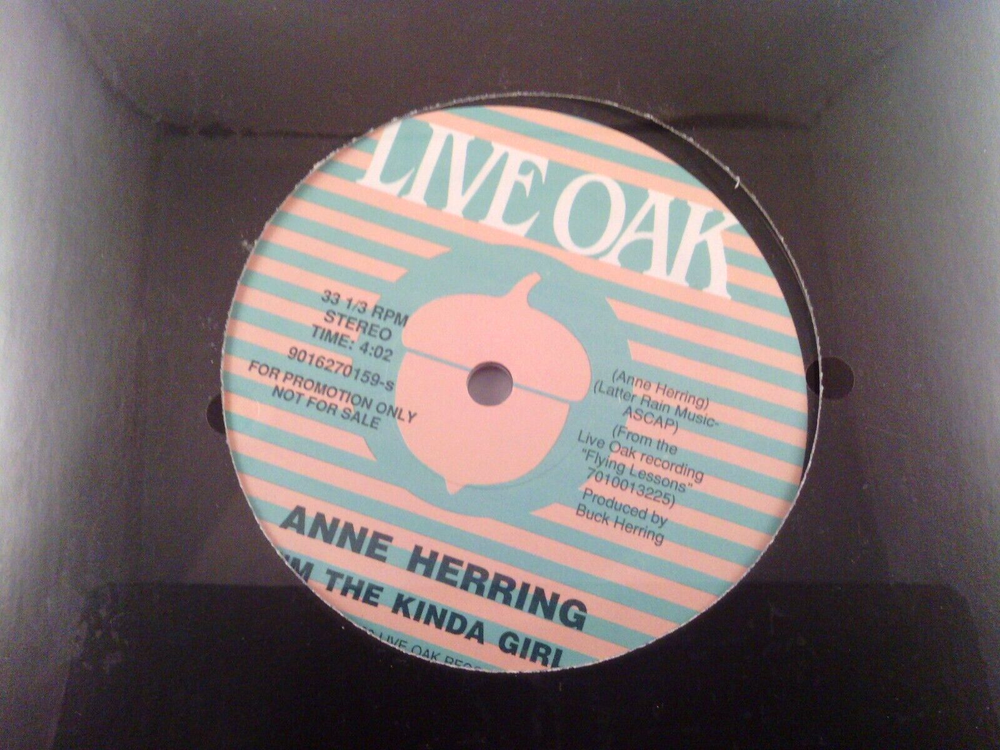 LIVE OAK
33 1/3 RPM
STEREO
TIME: 4:02
9016270159-s
FOR PROMOTION ONLY
NOT FOR SALE
(Anne Herring)
(Latter Rain Music-
ASCAP)
(From the
Live Oak recording
"Flying Lessons"
7010013225)
Produced by
Buck Herring
ANNE HERRING
I'M THE KINDA GIRL
LIVE OAK